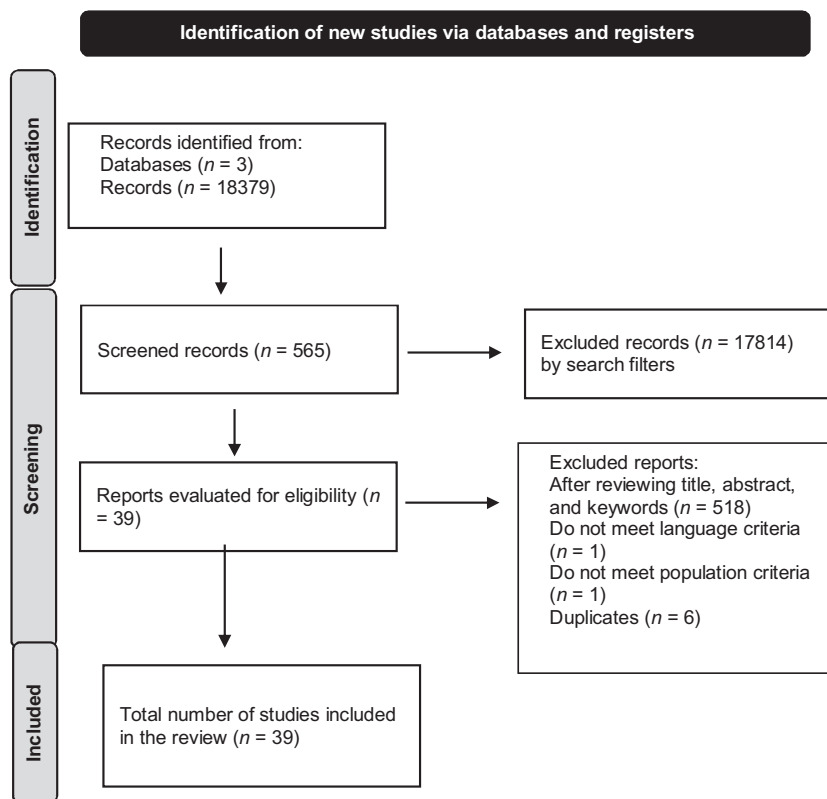 Identification of new studies via databases and registers
Identification
Records identified from:
Databases (n = 3)
Records (n = 18379)
Screening
Screened records (n = 565)
Excluded records (n = 17814)
by search filters
Reports evaluated for eligibility (n
= 39)
Excluded reports:
After reviewing title, abstract,
and keywords (n = 518)
Do not meet language criteria
(n = 1)
Do not meet population criteria
(n = 1)
Duplicates (n = 6)
Included
Total number of studies included
in the review (n = 39)